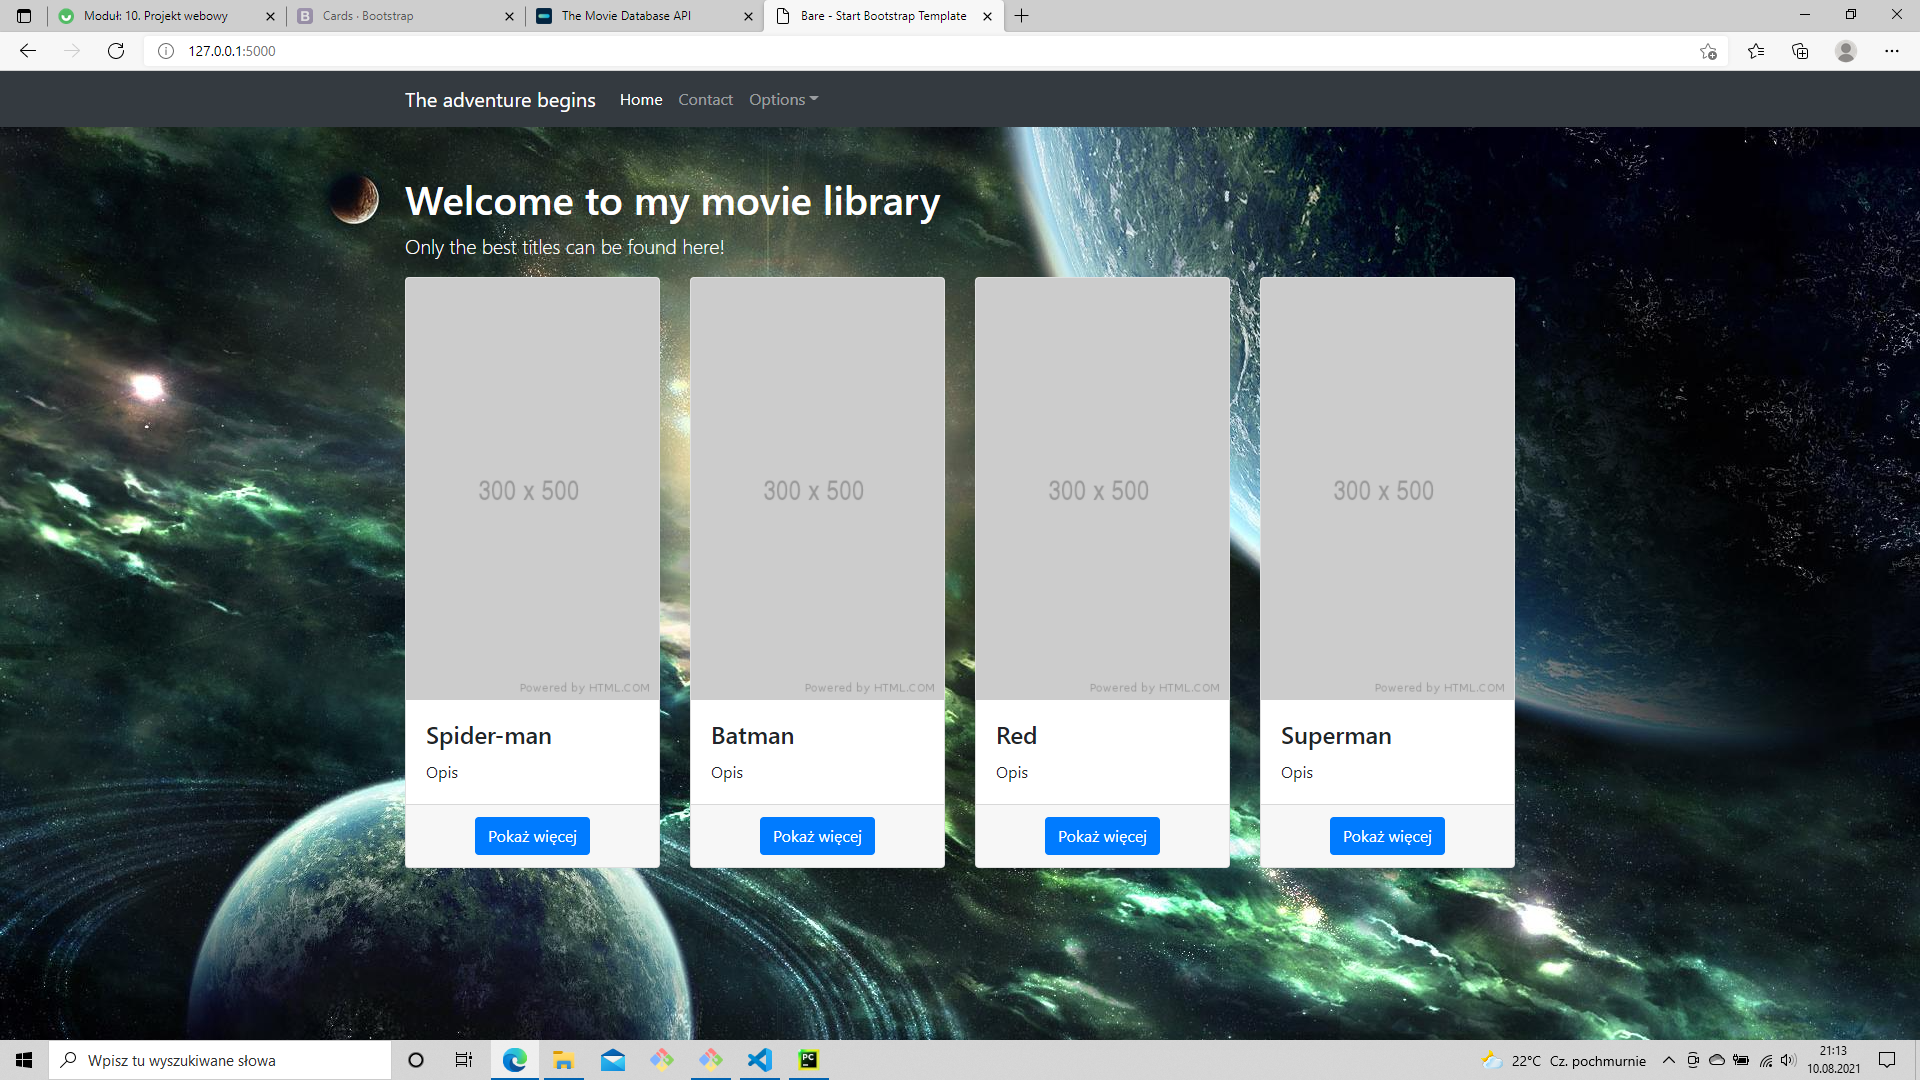 Moduł: 10. Projekt webowy
Cards · Bootstrap
The Movie Database API
Bare - Start Bootstrap Template
127.0.0.1:5000
The adventure begins Home Contact Options
Welcome to my movie library
Only the best titles can be found here!
300 x 500 300 x 500 300 x 500 300 x 500
Powered by HTML.COM Powered by HTML.COM Powered by HTML.COM Powered by HTML.COM
Spider-man Batman Red Superman
Opis Opis Opis Opis
Pokaż więcej Pokaż więcej Pokaż więcej Pokaż więcej
Wpisz tu wyszukiwane słowa
22°C Cz. pochmurnie
21:13
10.08.2021